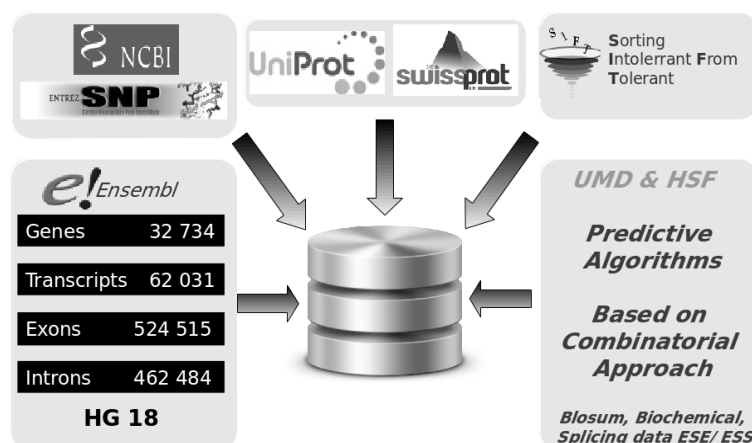 NCBI
ENTREZ SNP
UniProt
swissprot
S I F T
Sorting
Intolerrant From
Tolerant
e! Ensembl
Genes 32 734
Transcripts 62 031
Exons 524 515
Introns 462 484
HG 18
UMD & HSF
Predictive
Algorithms
Based on
Combinatorial
Approach
Blosum, Biochemical,
Splicing data ESE/ ESS